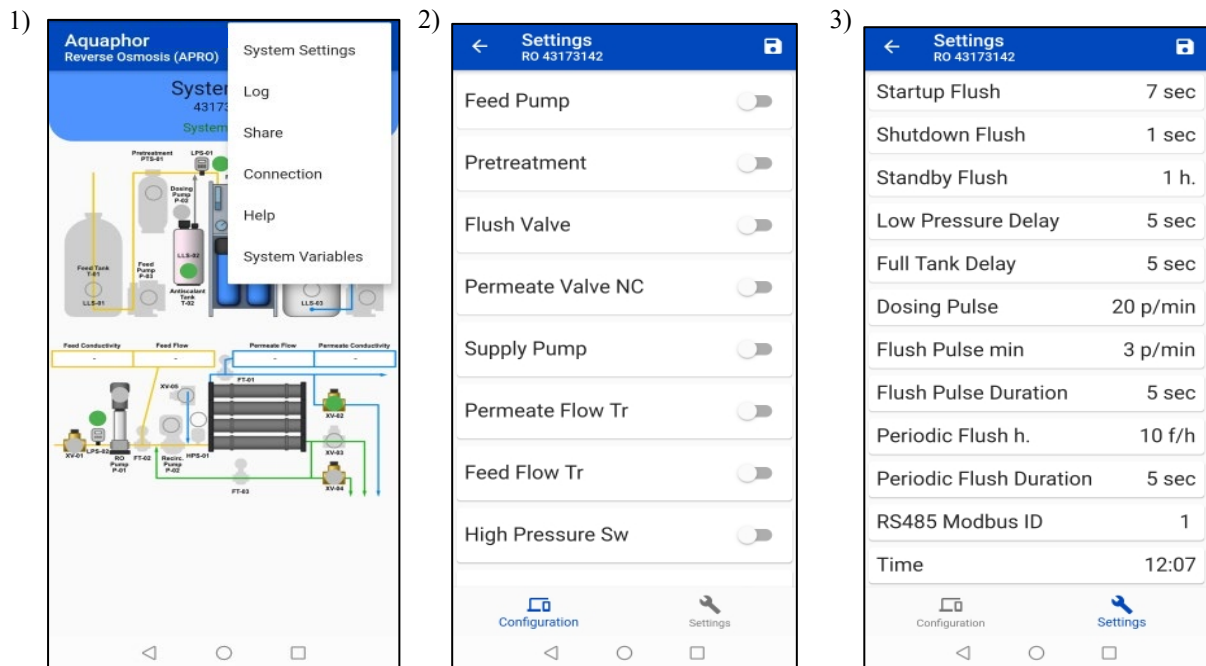 1)
Aquaphor
Reverse Osmosis (APRO)
System Settings
Log
Share
Connection
Help
System Variables
Syste
4317
System
Pretreatment
PTS-01
LPS-01
Dosing
Pump
P-02
LLS-02
Feed Tank
T-01
LLS-01
Feed
Pump
P-03
Antiscalant
Tank
T-02
LLS-03
Feed Conductivity
Feed Flow
Permeate Flow
Permeate Conductivity
-
-
-
-
FT-01
XV-05
XV-02
XV-01
LPS-02
RO
Pump
P-01
FT-02
Recirc.
Pump
P-02
HPS-01
XV-03
XV-04
FT-03
2)
Settings
RO 43173142
Feed Pump
Pretreatment
Flush Valve
Permeate Valve NC
Supply Pump
Permeate Flow Tr
Feed Flow Tr
High Pressure Sw
Configuration
Settings
3)
Settings
RO 43173142
Startup Flush 7 sec
Shutdown Flush 1 sec
Standby Flush 1 h.
Low Pressure Delay 5 sec
Full Tank Delay 5 sec
Dosing Pulse 20 p/min
Flush Pulse min 3 p/min
Flush Pulse Duration 5 sec
Periodic Flush h. 10 f/h
Periodic Flush Duration 5 sec
RS485 Modbus ID 1
Time 12:07
Configuration
Settings